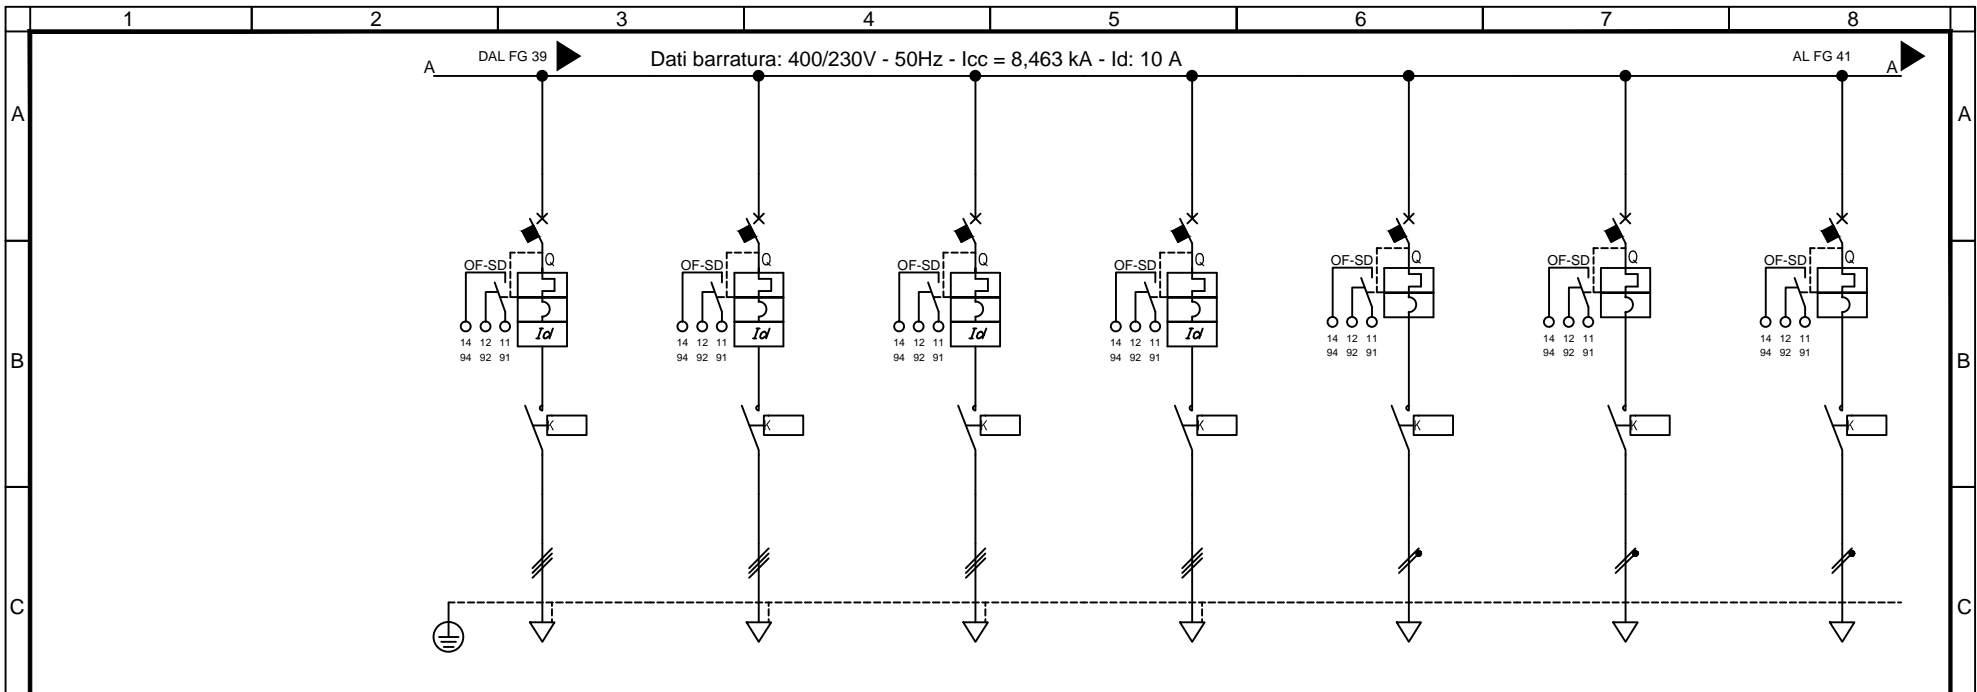 1 2 3 4 5 6 7 8
DAL FG 39 Dati barratura: 400/230V - 50Hz - Icc = 8,463 kA - Id: 10 A AL FG 41
A A
A A
Q Q Q Q Q Q Q
OF-SD OF-SD OF-SD OF-SD OF-SD OF-SD OF-SD
Id Id Id Id
14 12 11 14 12 11 14 12 11 14 12 11 14 12 11 14 12 11 14 12 11
94 92 91 94 92 91 94 92 91 94 92 91 94 92 91 94 92 91 94 92 91
B B
K K K K K K K
C C